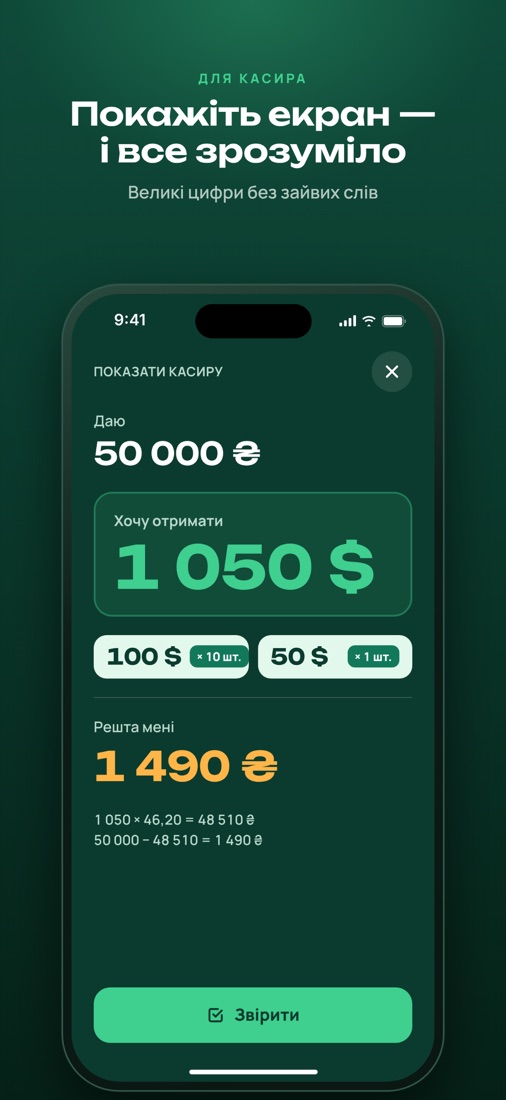 ДЛЯ КАСИРА
Покажіть екран —
і все зрозуміло
Великі цифри без зайвих слів
9:41
ПОКАЗАТИ КАСИРУ
Даю
50 000 ₴
Хочу отримати
1 050 $
100 $ × 10 шт. 50 $ × 1 шт.
Решта мені
1 490 ₴
1 050 × 46,20 = 48 510 ₴
50 000 − 48 510 = 1 490 ₴
Звірити